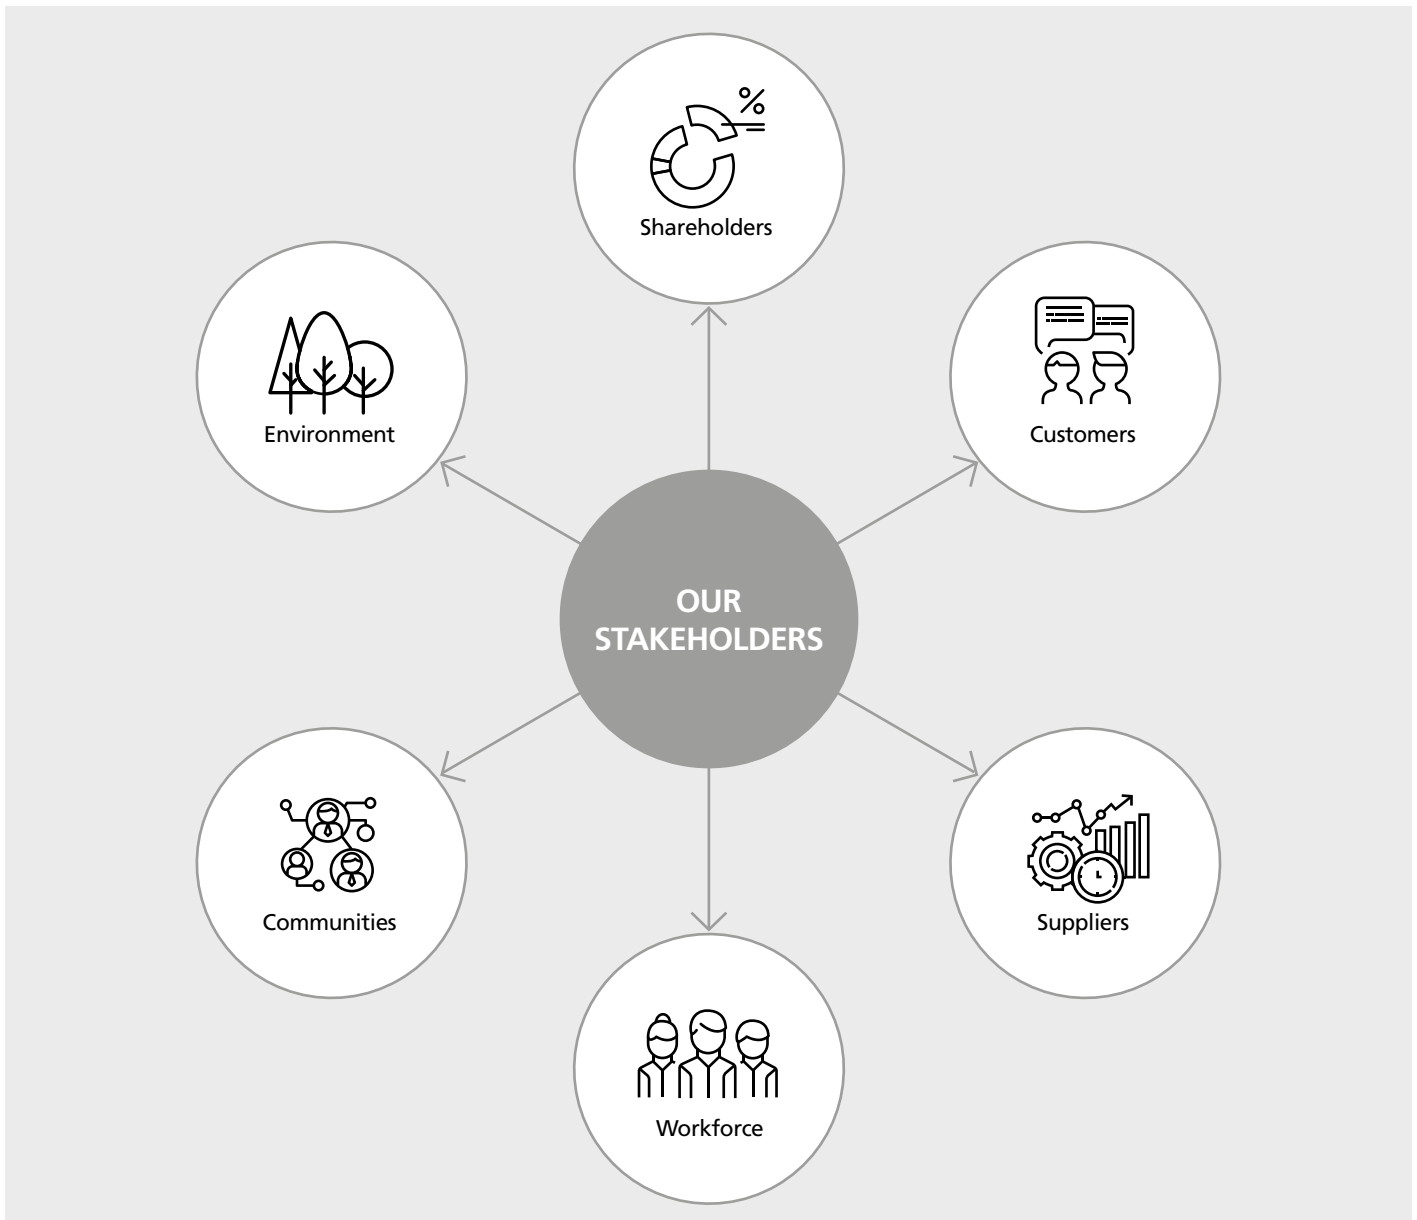 %
Shareholders
Environment
Customers
OUR
STAKEHOLDERS
Communities
Suppliers
Workforce